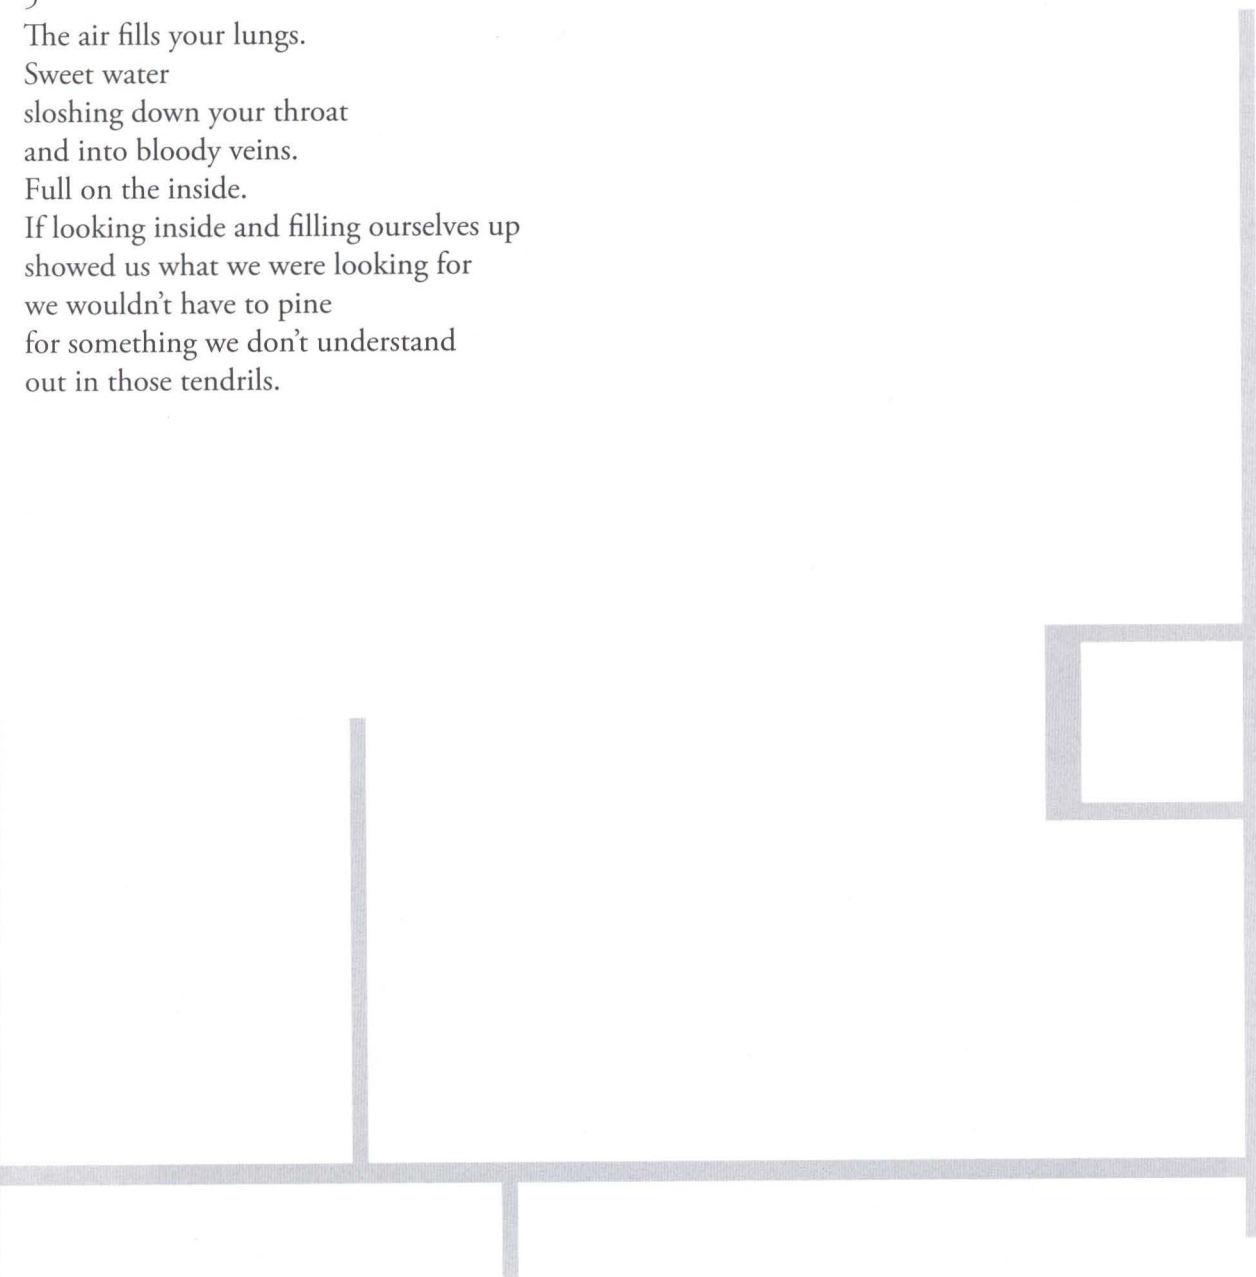 The air fills your lungs.
Sweet water
sloshing down your throat
and into bloody veins.
Full on the inside.
If looking inside and filling ourselves up
showed us what we were looking for
we wouldn't have to pine
for something we don't understand
out in those tendrils.